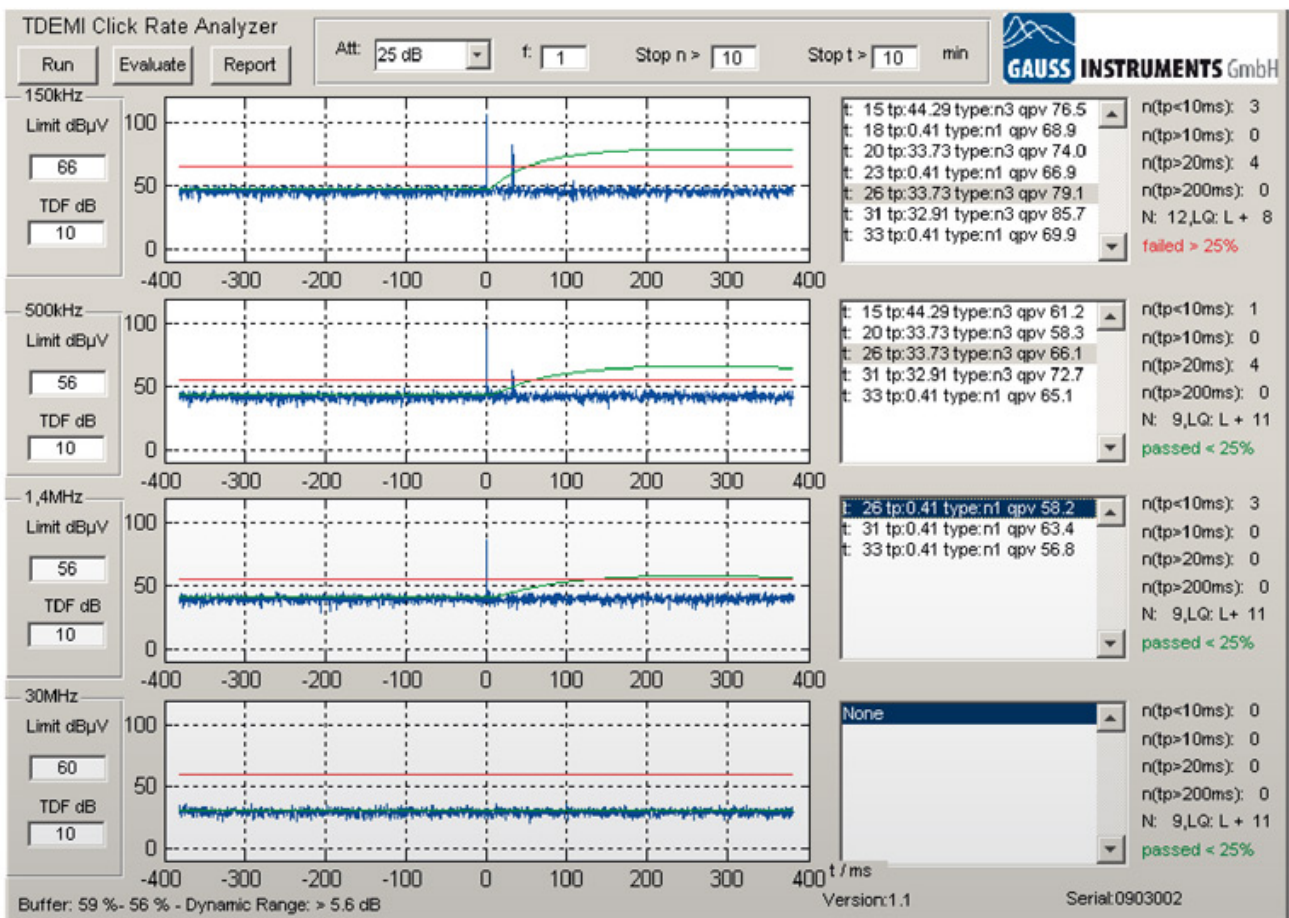 TDEMI Click Rate Analyzer
Run Evaluate Report Att: 25 dB f: 1 Stop n > 10 Stop t > 10 min
GAUSS INSTRUMENTS GmbH
150kHz
Limit dBµV
66
TDF dB
10
100
50
0
-400 -300 -200 -100 0 100 200 300 400
t: 15 tp:44.29 type:n3 qpv 76.5
t: 18 tp:0.41 type:n1 qpv 68.9
t: 20 tp:33.73 type:n3 qpv 74.0
t: 23 tp:0.41 type:n1 qpv 66.9
t: 26 tp:33.73 type:n3 qpv 79.1
t: 31 tp:32.91 type:n3 qpv 85.7
t: 33 tp:0.41 type:n1 qpv 69.9
n(tp<10ms): 3
n(tp>10ms): 0
n(tp>20ms): 4
n(tp>200ms): 0
N: 12,LQ: L + 8
failed > 25%
500kHz
Limit dBµV
56
TDF dB
10
100
50
0
-400 -300 -200 -100 0 100 200 300 400
t: 15 tp:44.29 type:n3 qpv 61.2
t: 20 tp:33.73 type:n3 qpv 58.3
t: 26 tp:33.73 type:n3 qpv 66.1
t: 31 tp:32.91 type:n3 qpv 72.7
t: 33 tp:0.41 type:n1 qpv 65.1
n(tp<10ms): 1
n(tp>10ms): 0
n(tp>20ms): 4
n(tp>200ms): 0
N: 9,LQ: L + 11
passed < 25%
1,4MHz
Limit dBµV
56
TDF dB
10
100
50
0
-400 -300 -200 -100 0 100 200 300 400
t: 26 tp:0.41 type:n1 qpv 58.2
t: 31 tp:0.41 type:n1 qpv 63.4
t: 33 tp:0.41 type:n1 qpv 56.8
n(tp<10ms): 3
n(tp>10ms): 0
n(tp>20ms): 0
n(tp>200ms): 0
N: 9,LQ: L+ 11
passed < 25%
30MHz
Limit dBµV
60
TDF dB
10
100
50
0
-400 -300 -200 -100 0 100 200 300 400
t / ms
None
n(tp<10ms): 0
n(tp>10ms): 0
n(tp>20ms): 0
n(tp>200ms): 0
N: 9,LQ: L + 11
passed < 25%
Buffer: 59 %- 56 % - Dynamic Range: > 5.6 dB
Version:1.1
Serial:0903002